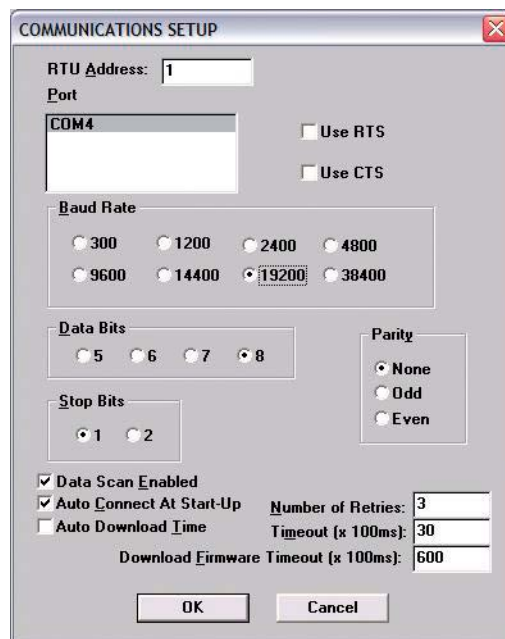 COMMUNICATIONS SETUP
RTU Address: 1
Port
COM4
Use RTS
Use CTS
Baud Rate
300 1200 2400 4800
9600 14400 19200 38400
Data Bits
5 6 7 8
Parity
None
Odd
Even
Stop Bits
1 2
Data Scan Enabled
Auto Connect At Start-Up
Auto Download Time
Number of Retries: 3
Timeout (x 100ms): 30
Download Firmware Timeout (x 100ms): 600
OK Cancel